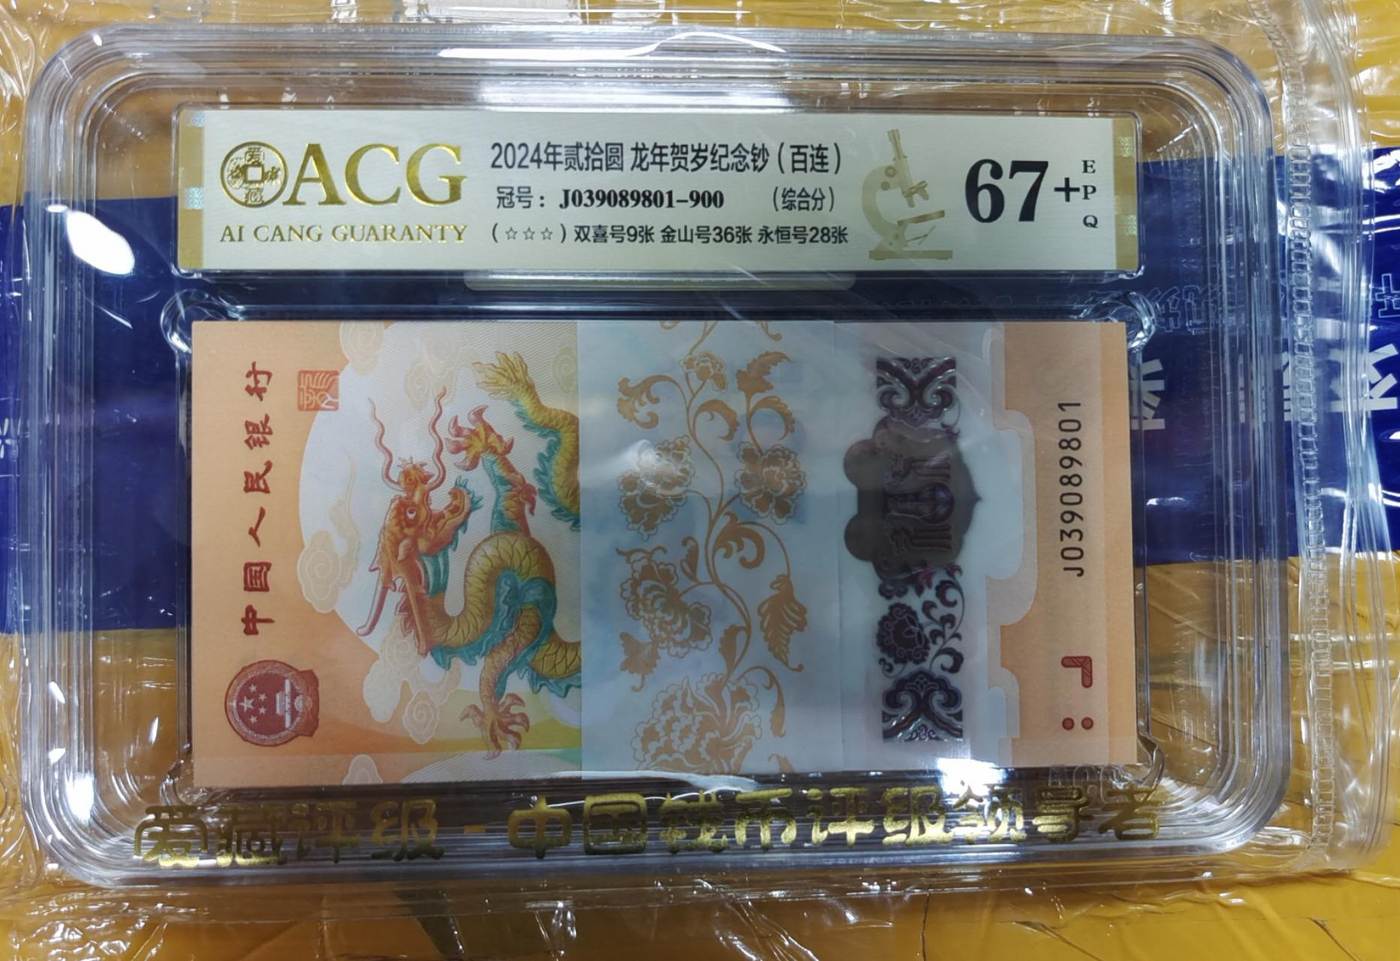 ACG
AI CANG GUARANTY
2024年贰拾圆 龙年贺岁纪念钞(百连)
冠号: J039089801-900 (综合分)
(☆☆☆)双喜号9张 金山号36张 永恒号28张
67+
EPQ
中国人民银行
J039089801
爱藏评级-中国钱币评级领导者